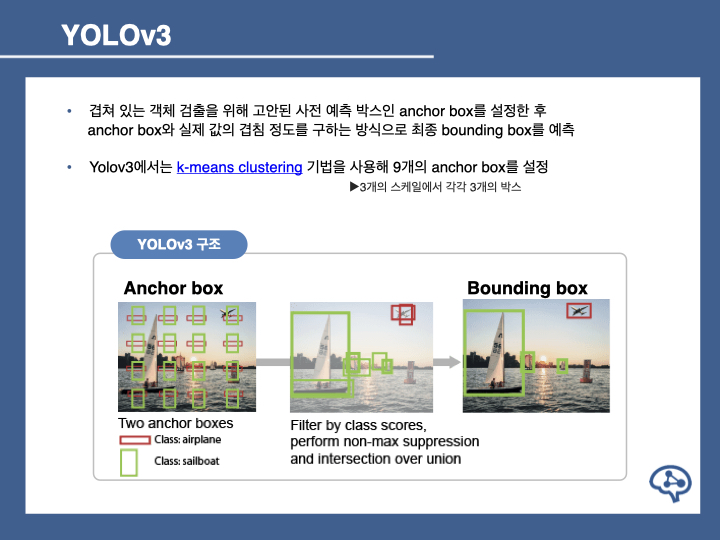 YOLOv3
• 겹쳐 있는 객체 검출을 위해 고안된 사전 예측 박스인 anchor box를 설정한 후
anchor box와 실제 값의 겹침 정도를 구하는 방식으로 최종 bounding box를 예측
• Yolov3에서는 k-means clustering 기법을 사용해 9개의 anchor box를 설정
▶3개의 스케일에서 각각 3개의 박스
YOLOv3 구조
Anchor box
Bounding box
Two anchor boxes
Class: airplane
Class: sailboat
Filter by class scores,
perform non-max suppression
and intersection over union